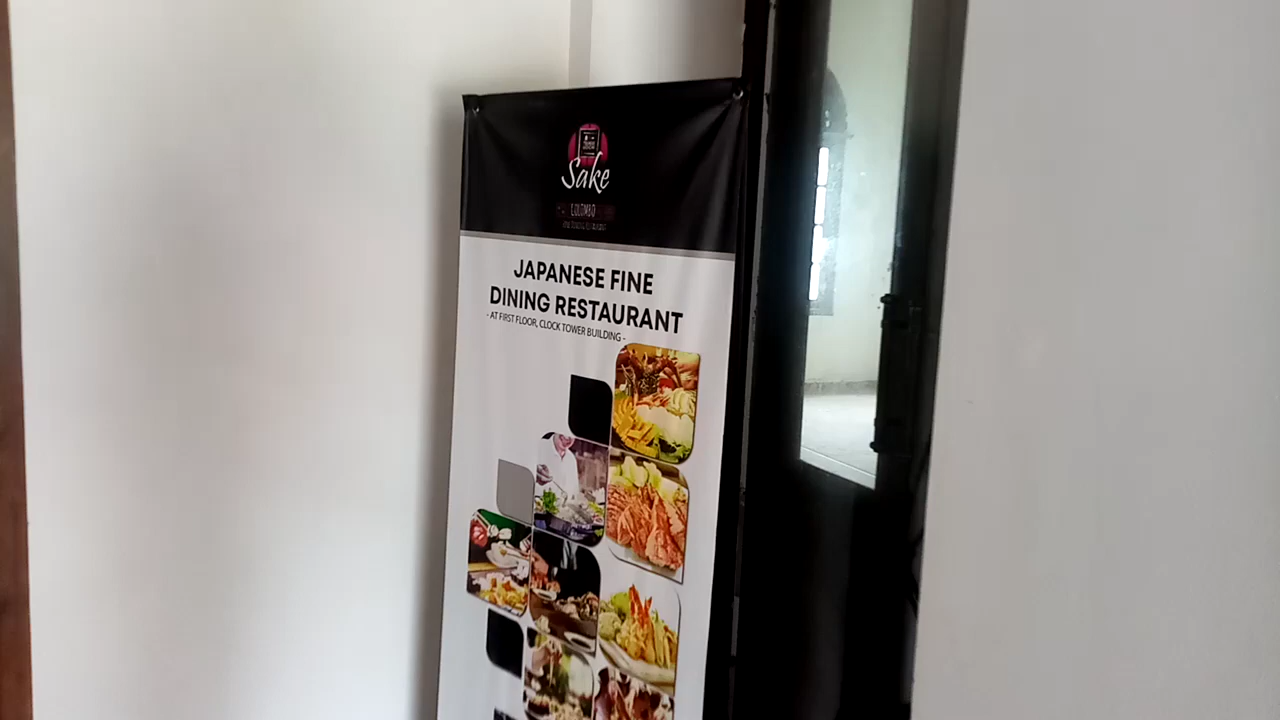 Sake
COLOMBO
JAPANESE FINE
DINING RESTAURANT
- AT FIRST FLOOR, CLOCK TOWER BUILDING -